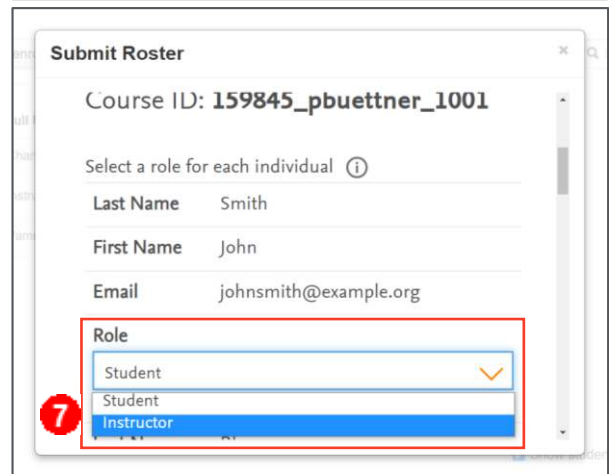 Submit Roster ×
Course ID: 159845_pbuettner_1001
Select a role for each individual
Last Name Smith
First Name John
Email johnsmith@example.org
Role
Student
Student
7 Instructor